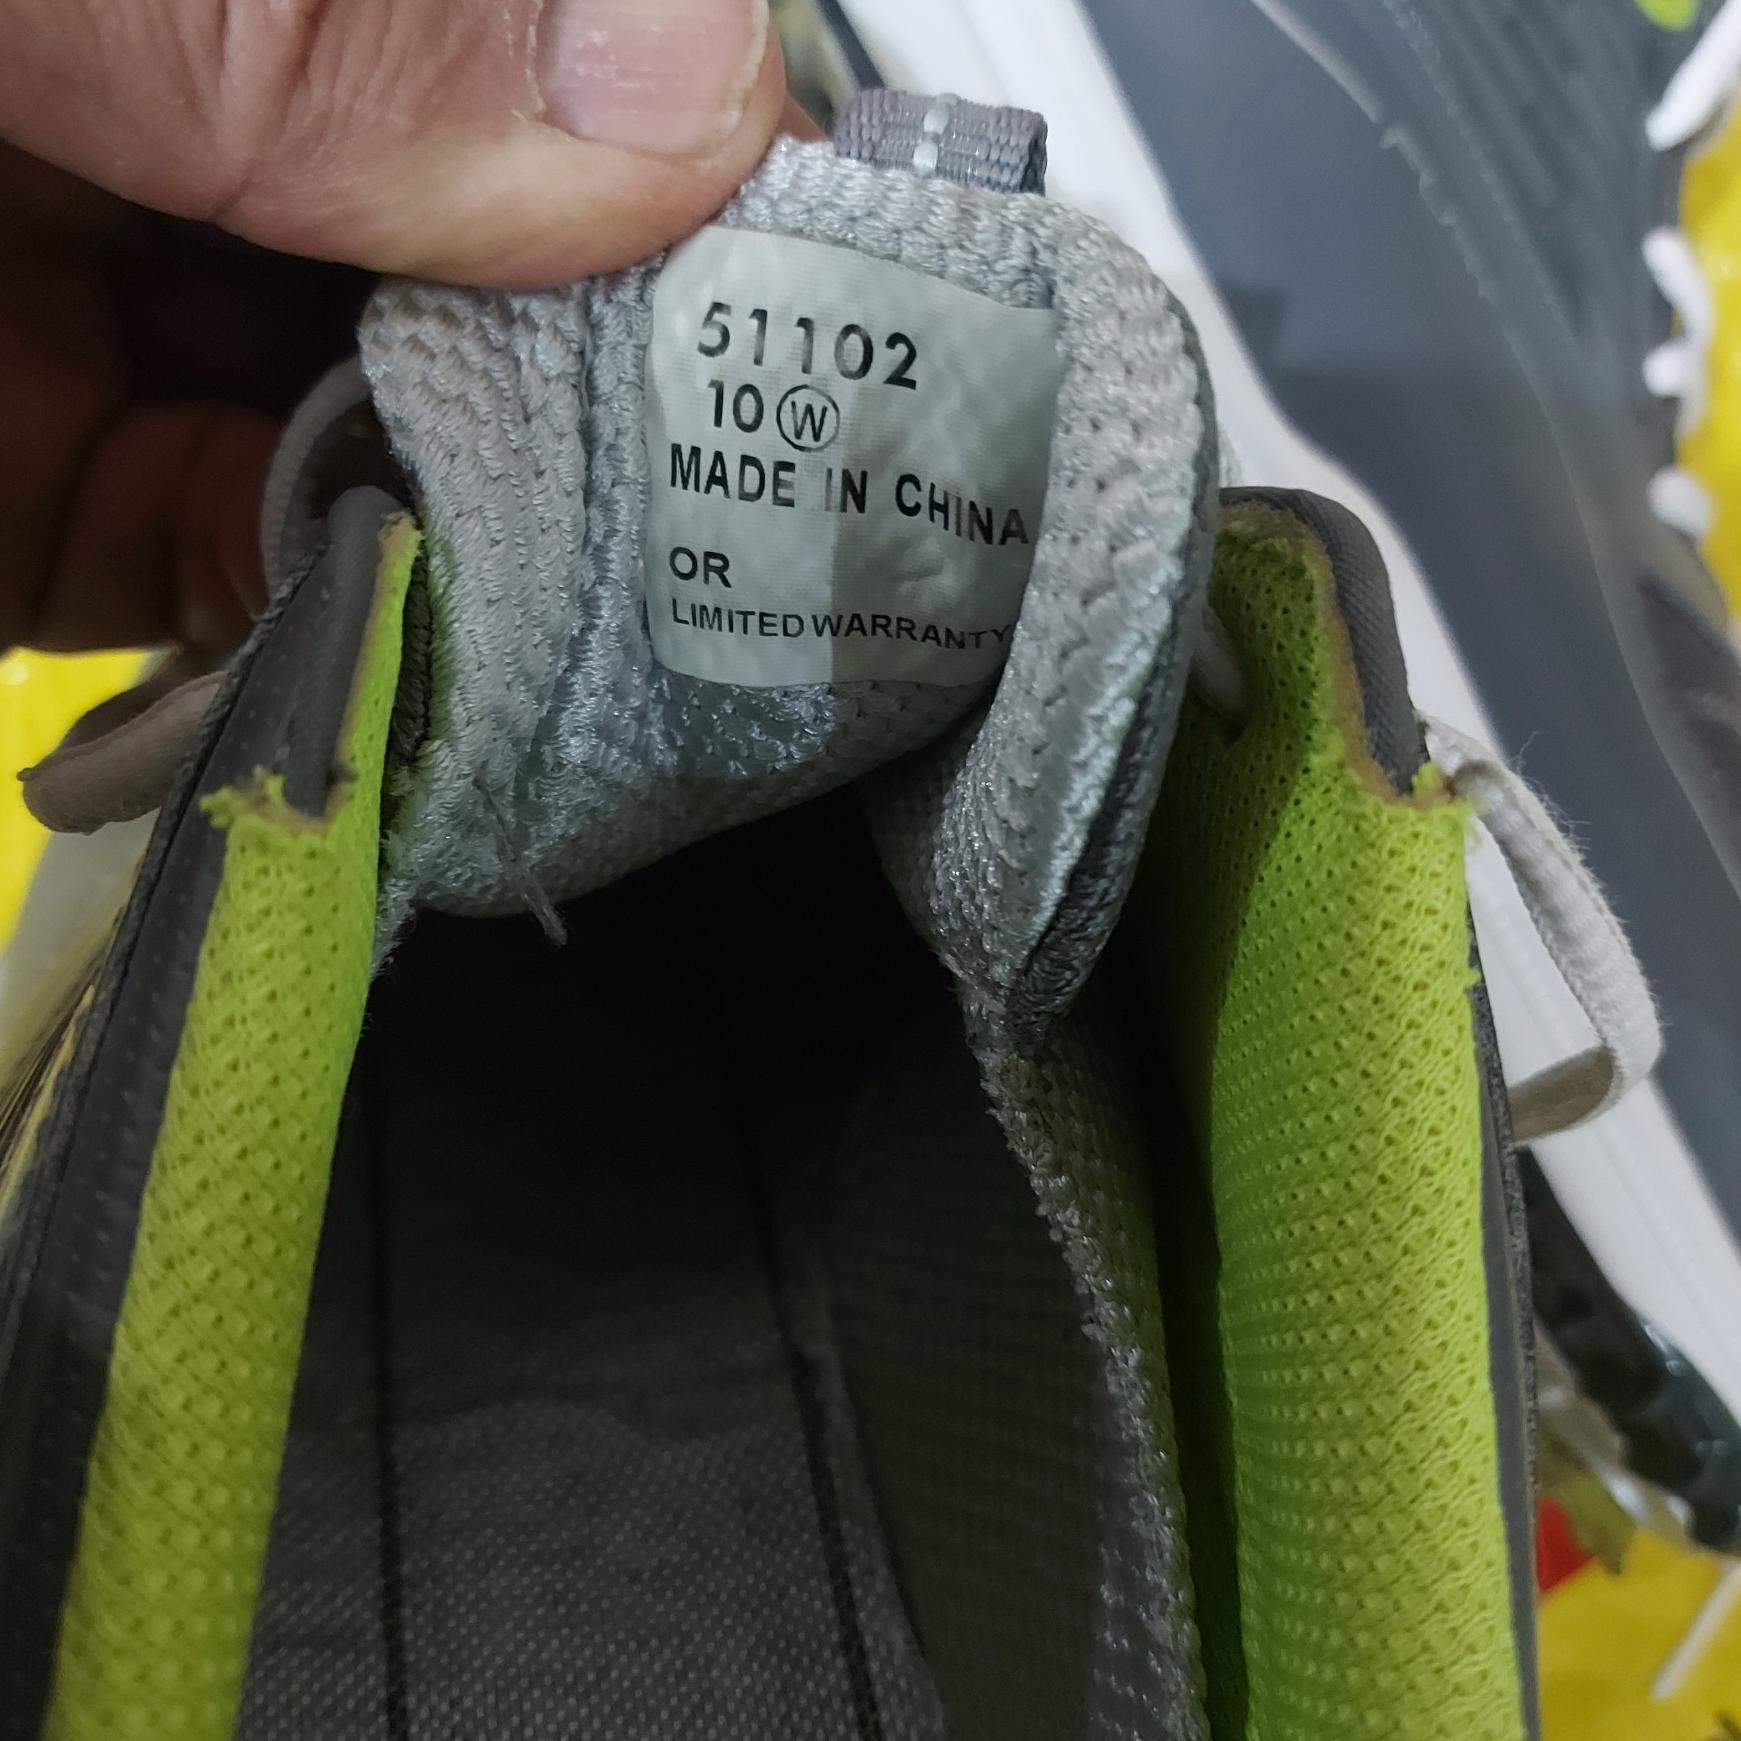 51102
10 Ⓦ
MADE IN CHINA
OR
LIMITED WARRANTY